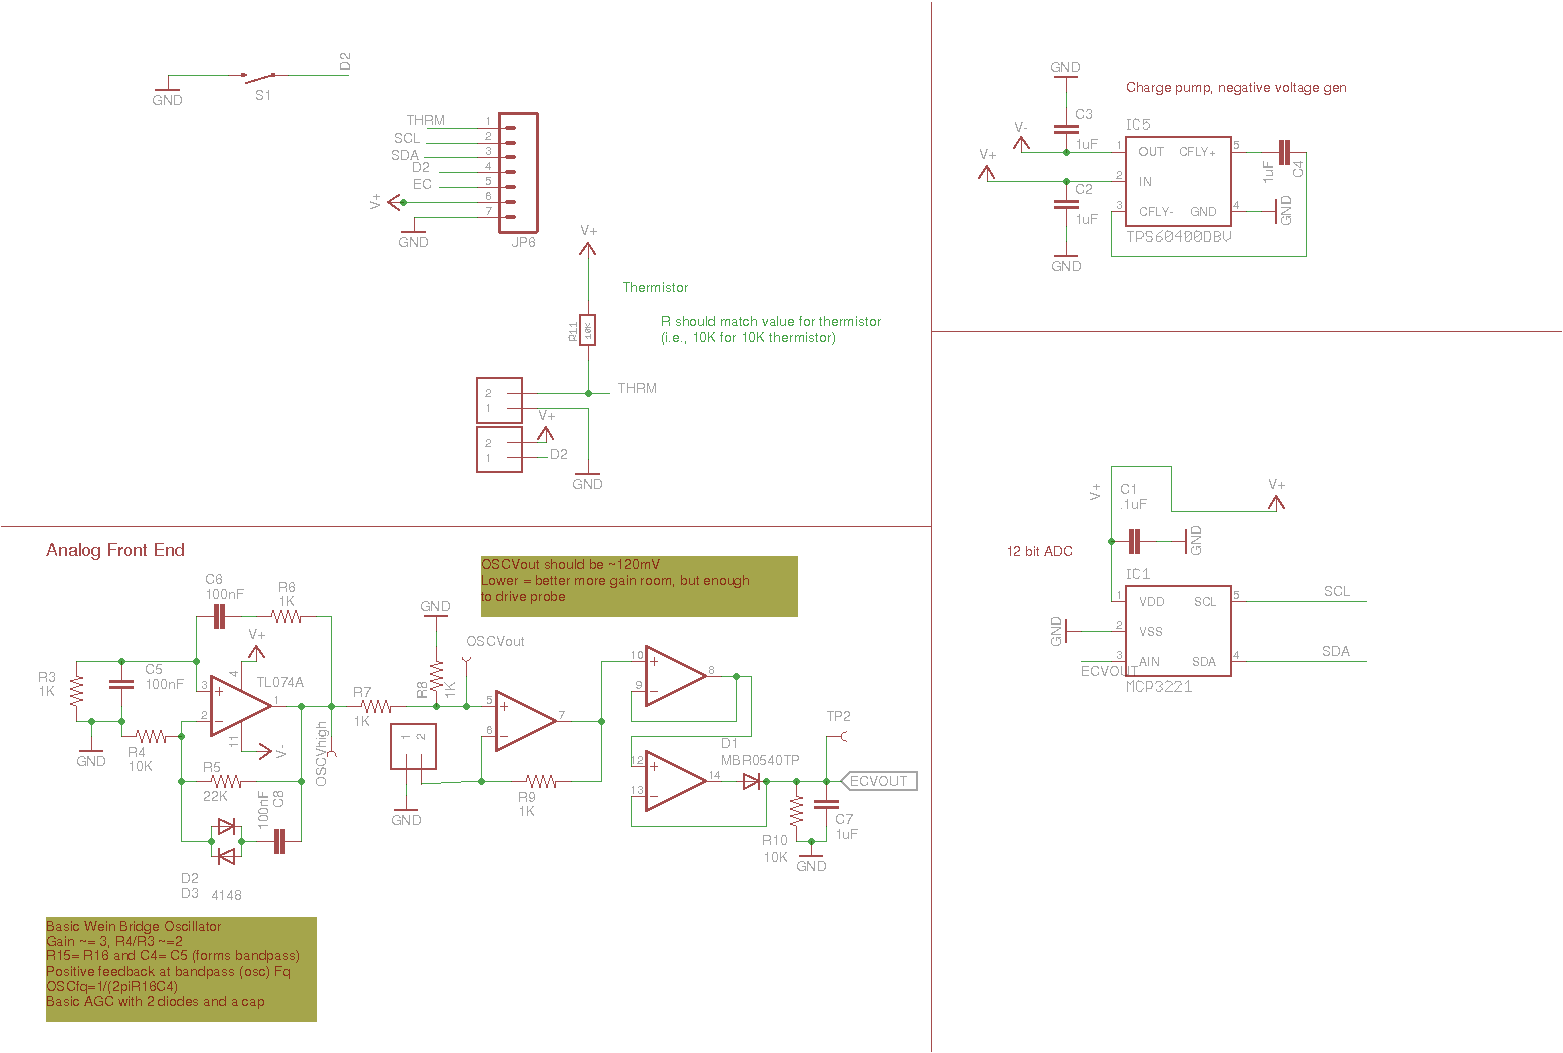 D2
GND
S1
THRM
SCL
SDA
D2
EC
V+
GND
1
2
3
4
5
6
7
JP6
V+
Thermistor
R should match value for thermistor
(i.e., 10K for 10K thermistor)
R11
10K
THRM
2
1
V+
2
1
D2
GND
GND
Charge pump, negative voltage gen
C3
1uF
V-
V+
C2
1uF
GND
IC5
1
OUT
CFLY+
5
2
IN
3
CFLY-
GND
4
TPS60400DBV
1uF
C4
GND
V+
C1
.1uF
V+
GND
12 bit ADC
IC1
1
VDD
SCL
5
SCL
GND
2
VSS
3
AIN
SDA
4
SDA
ECVOUT
MCP3221
Analog Front End
OSCVout should be ~120mV
Lower = better more gain room, but enough
to drive probe
C6
100nF
R6
1K
V+
R3
1K
C5
100nF
4
TL074A
3
2
1
11
V-
GND
R4
10K
R5
22K
100nF
C8
D2
D3
4148
OSCVhigh
R7
1K
GND
R8
1K
OSCVout
5
6
7
1
2
GND
R9
1K
10
9
8
12
13
14
D1
MBR0540TP
TP2
ECVOUT
R10
10K
C7
1uF
GND
Basic Wein Bridge Oscillator
Gain ~= 3, R4/R3 ~=2
R15= R16 and C4= C5 (forms bandpass)
Positive feedback at bandpass (osc) Fq
OSCfq=1/(2piR16C4)
Basic AGC with 2 diodes and a cap